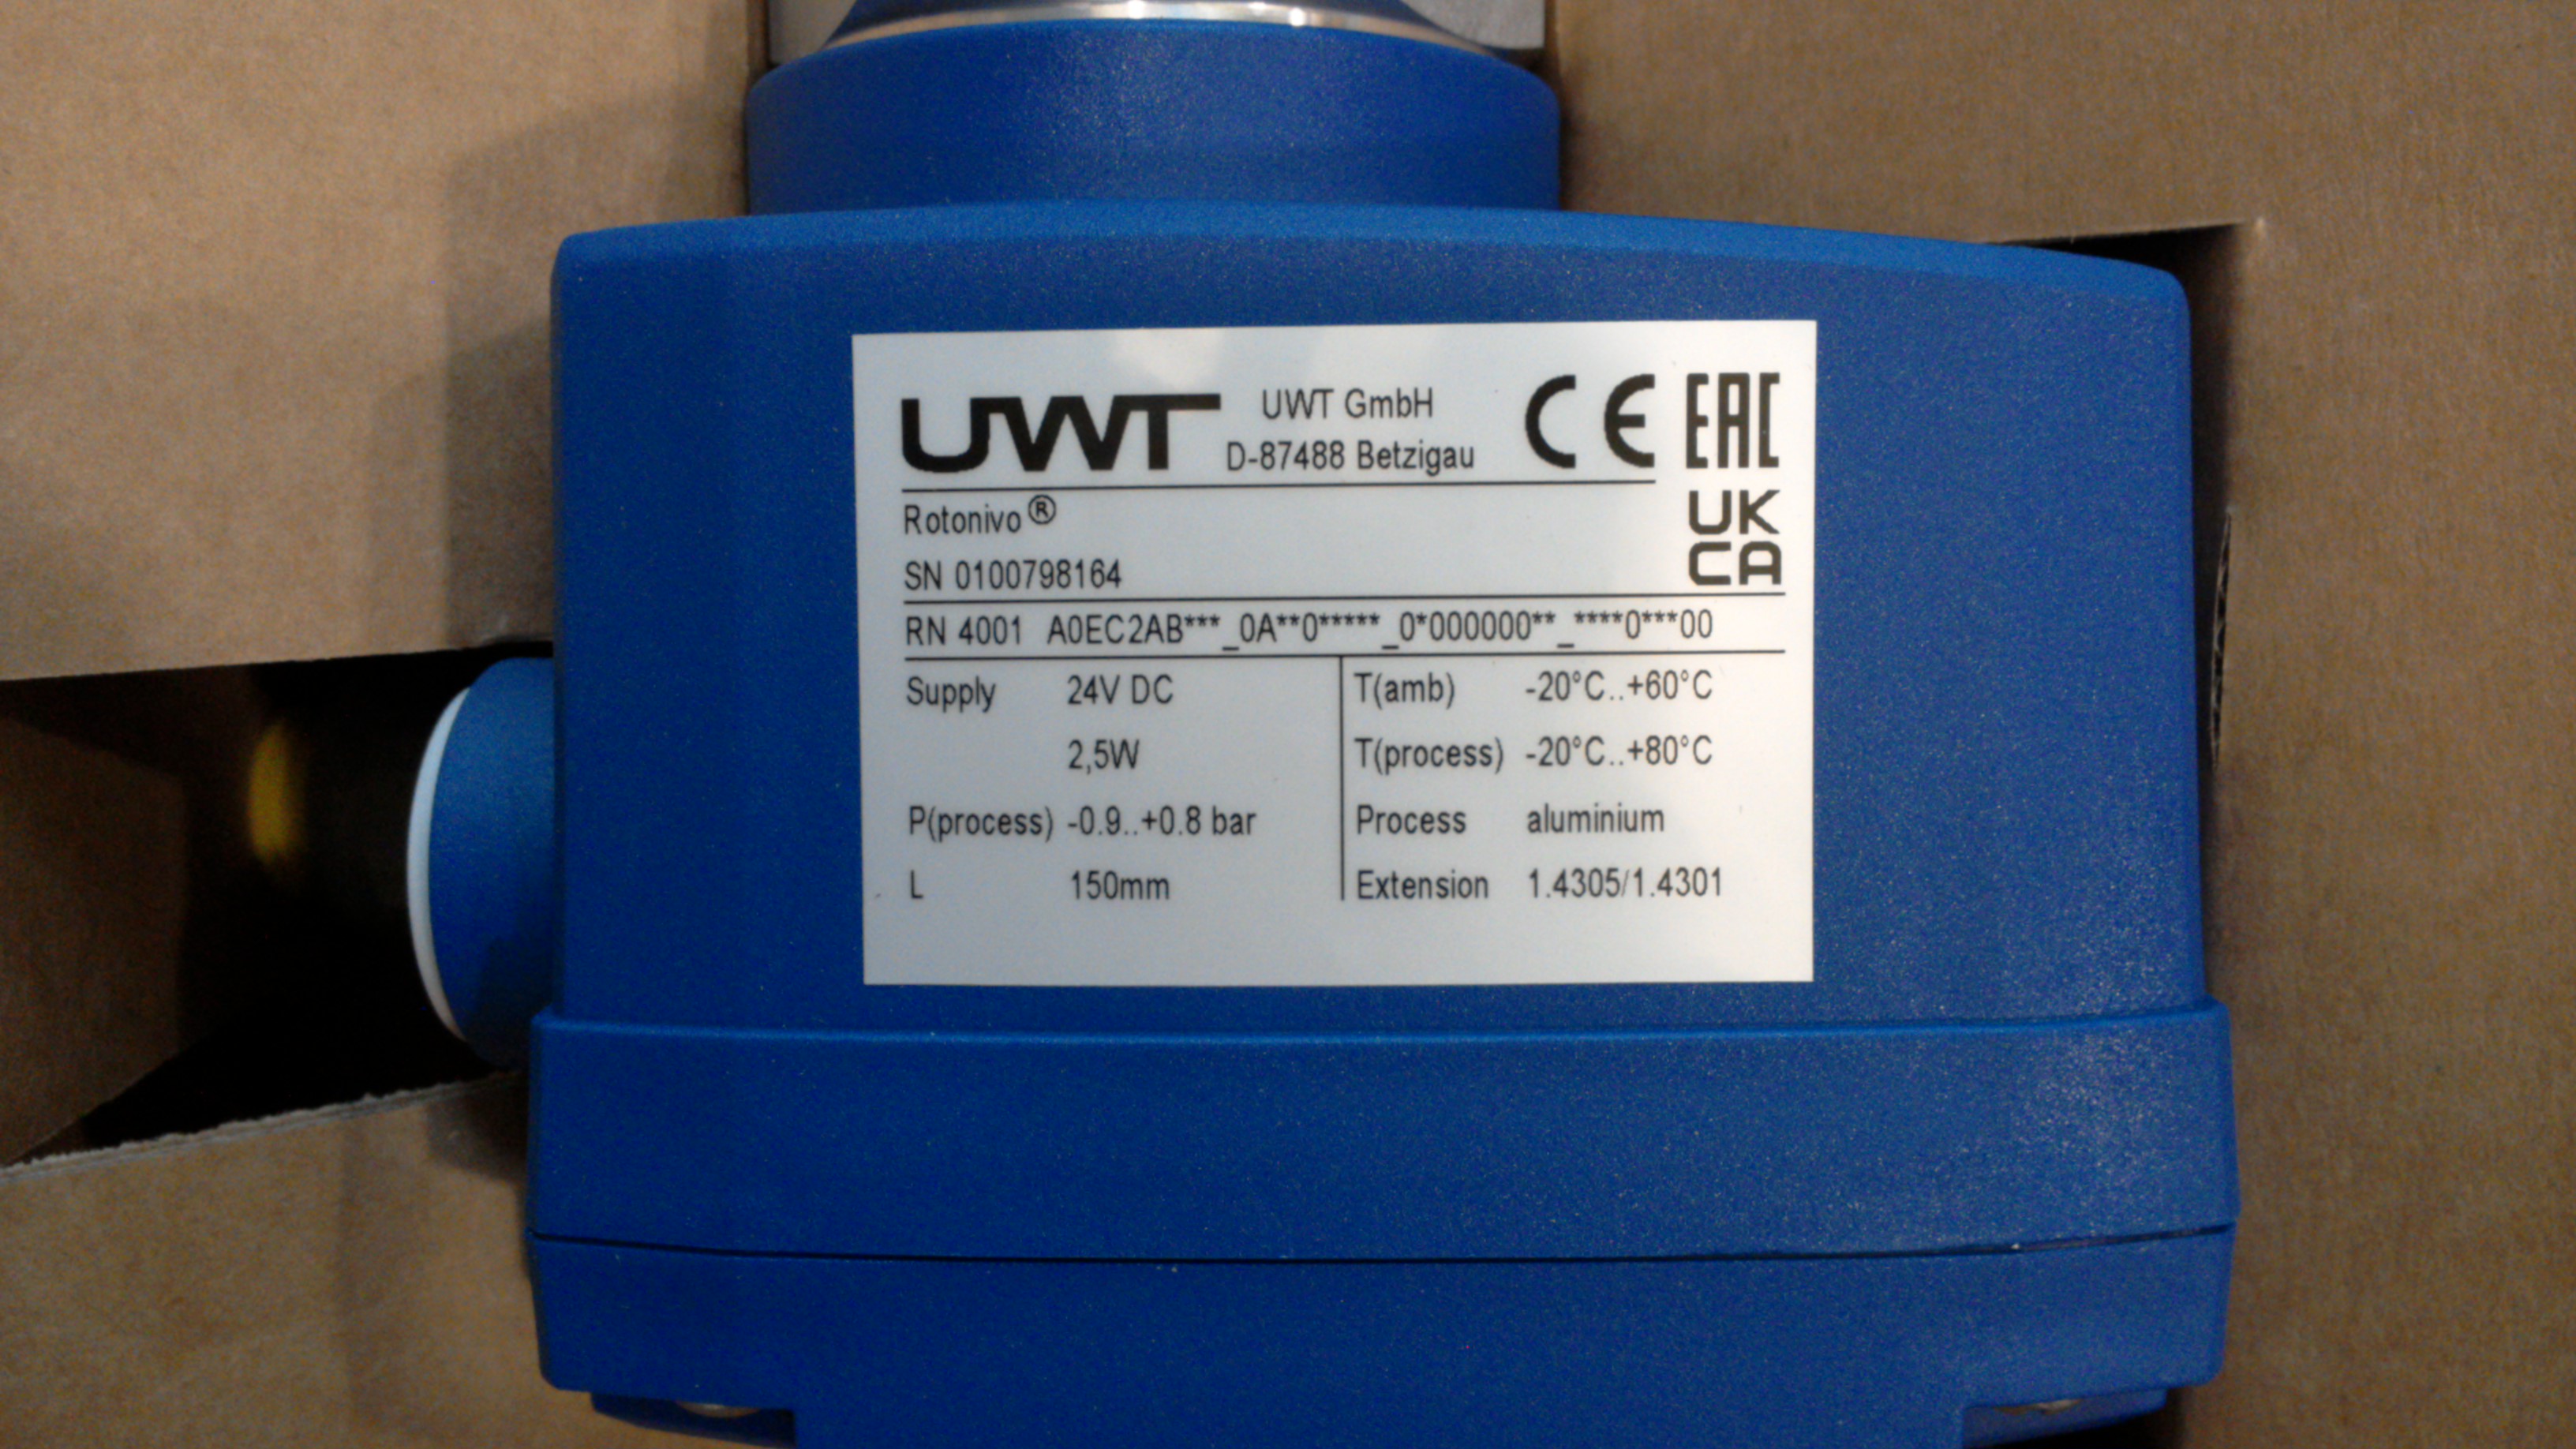 UWT UWT GmbH CE EAC
D-87488 Betzigau
Rotonivo® UK
SN 0100798164 CA
RN 4001 A0EC2AB***_0A**0*****_0*000000**_****0***00
Supply 24V DC T(amb) -20°C..+60°C
2,5W T(process) -20°C..+80°C
P(process) -0.9..+0.8 bar Process aluminium
L 150mm Extension 1.4305/1.4301